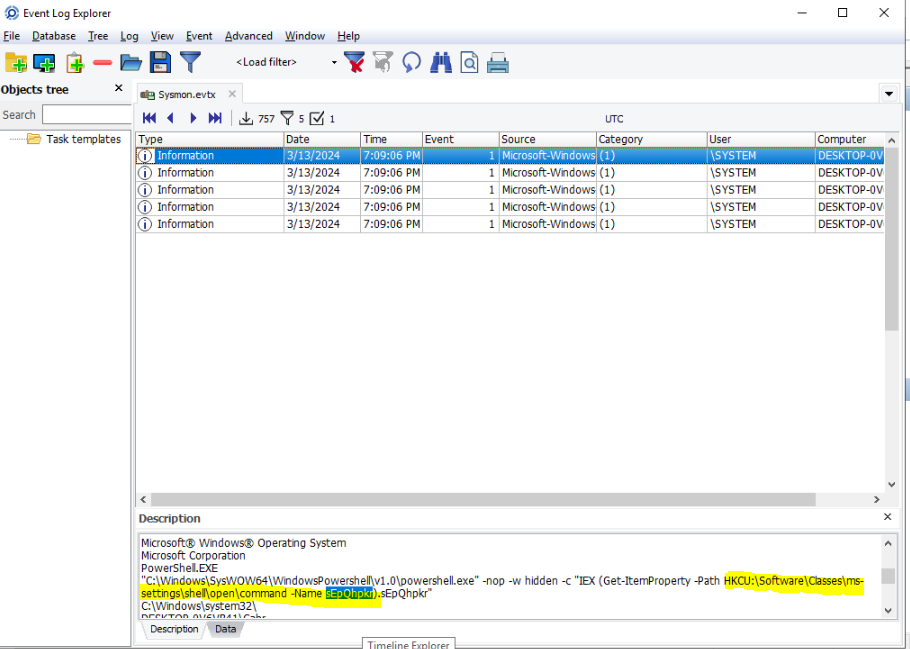 Event Log Explorer
File Database Tree Log View Event Advanced Window Help
<Load filter>
Objects tree
Search
Task templates
Sysmon.evtx
757 5 1 UTC
Type Date Time Event Source Category User Computer
Information 3/13/2024 7:09:06 PM 1 Microsoft-Windows (1) \SYSTEM DESKTOP-0V
Information 3/13/2024 7:09:06 PM 1 Microsoft-Windows (1) \SYSTEM DESKTOP-0V
Information 3/13/2024 7:09:06 PM 1 Microsoft-Windows (1) \SYSTEM DESKTOP-0V
Information 3/13/2024 7:09:06 PM 1 Microsoft-Windows (1) \SYSTEM DESKTOP-0V
Information 3/13/2024 7:09:06 PM 1 Microsoft-Windows (1) \SYSTEM DESKTOP-0V
Description
Microsoft® Windows® Operating System
Microsoft Corporation
PowerShell.EXE
"C:\Windows\SysWOW64\WindowsPowershell\v1.0\powershell.exe" -nop -w hidden -c "IEX (Get-ItemProperty -Path HKCU:\Software\Classes\ms-
settings\shell\open\command -Name sEpQhpkr).sEpQhpkr"
C:\Windows\system32\
Description Data
Timeline Explorer